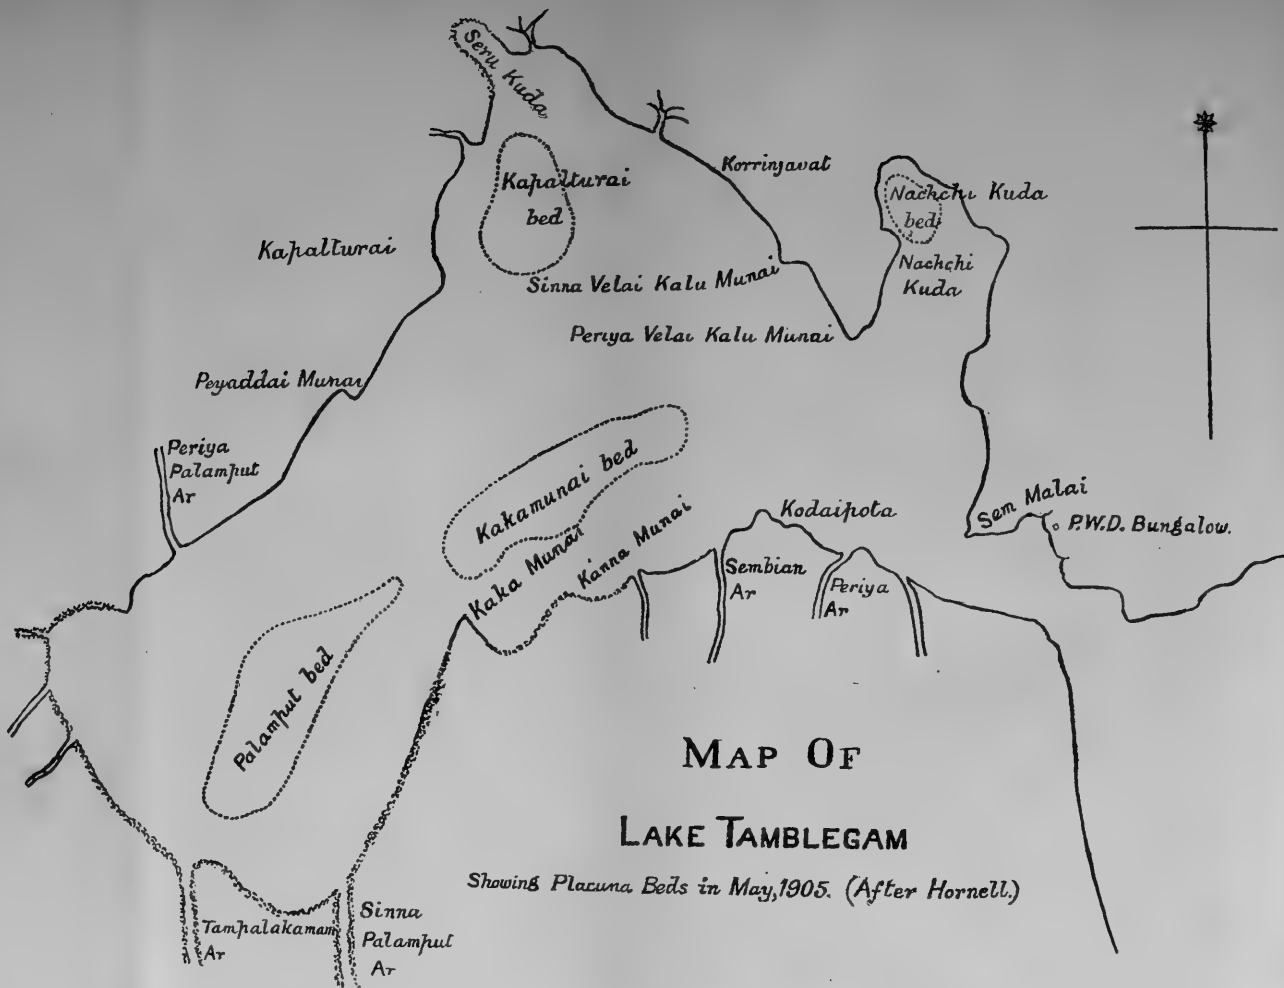 Seru Kuda
Korrinjavat
Kapalturai
bed
Nachchi Kuda
bed
Kapalturai
Nachchi
Kuda
Sinna Velai Kalu Munai
Periya Velai Kalu Munai
Peyaddai Munai
Periya
Palamput
Ar
Kakamunai bed
Kaka Munai
Kanna Munai
Kodaipota
Sem Malai
P.W.D. Bungalow.
Sembian
Ar
Periya
Ar
Palamput bed
MAP OF
LAKE TAMBLEGAM
Showing Placuna Beds in May, 1905. (After Hornell.)
Tampalakamam
Ar
Sinna
Palamput
Ar